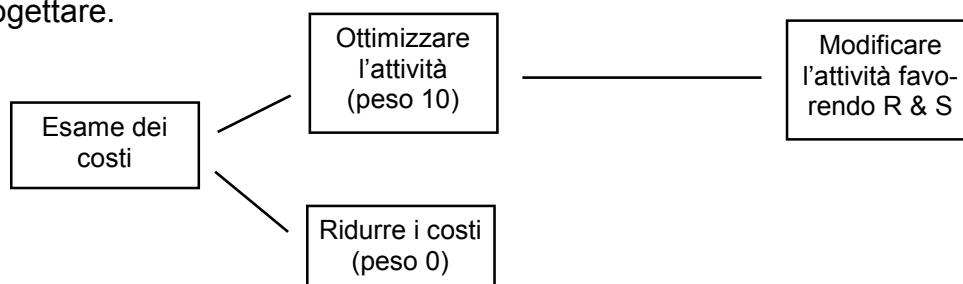 ogettare.
Ottimizzare
l'attività
(peso 10)
Modificare
l'attività favo-
rendo R & S
Esame dei
costi
Ridurre i costi
(peso 0)